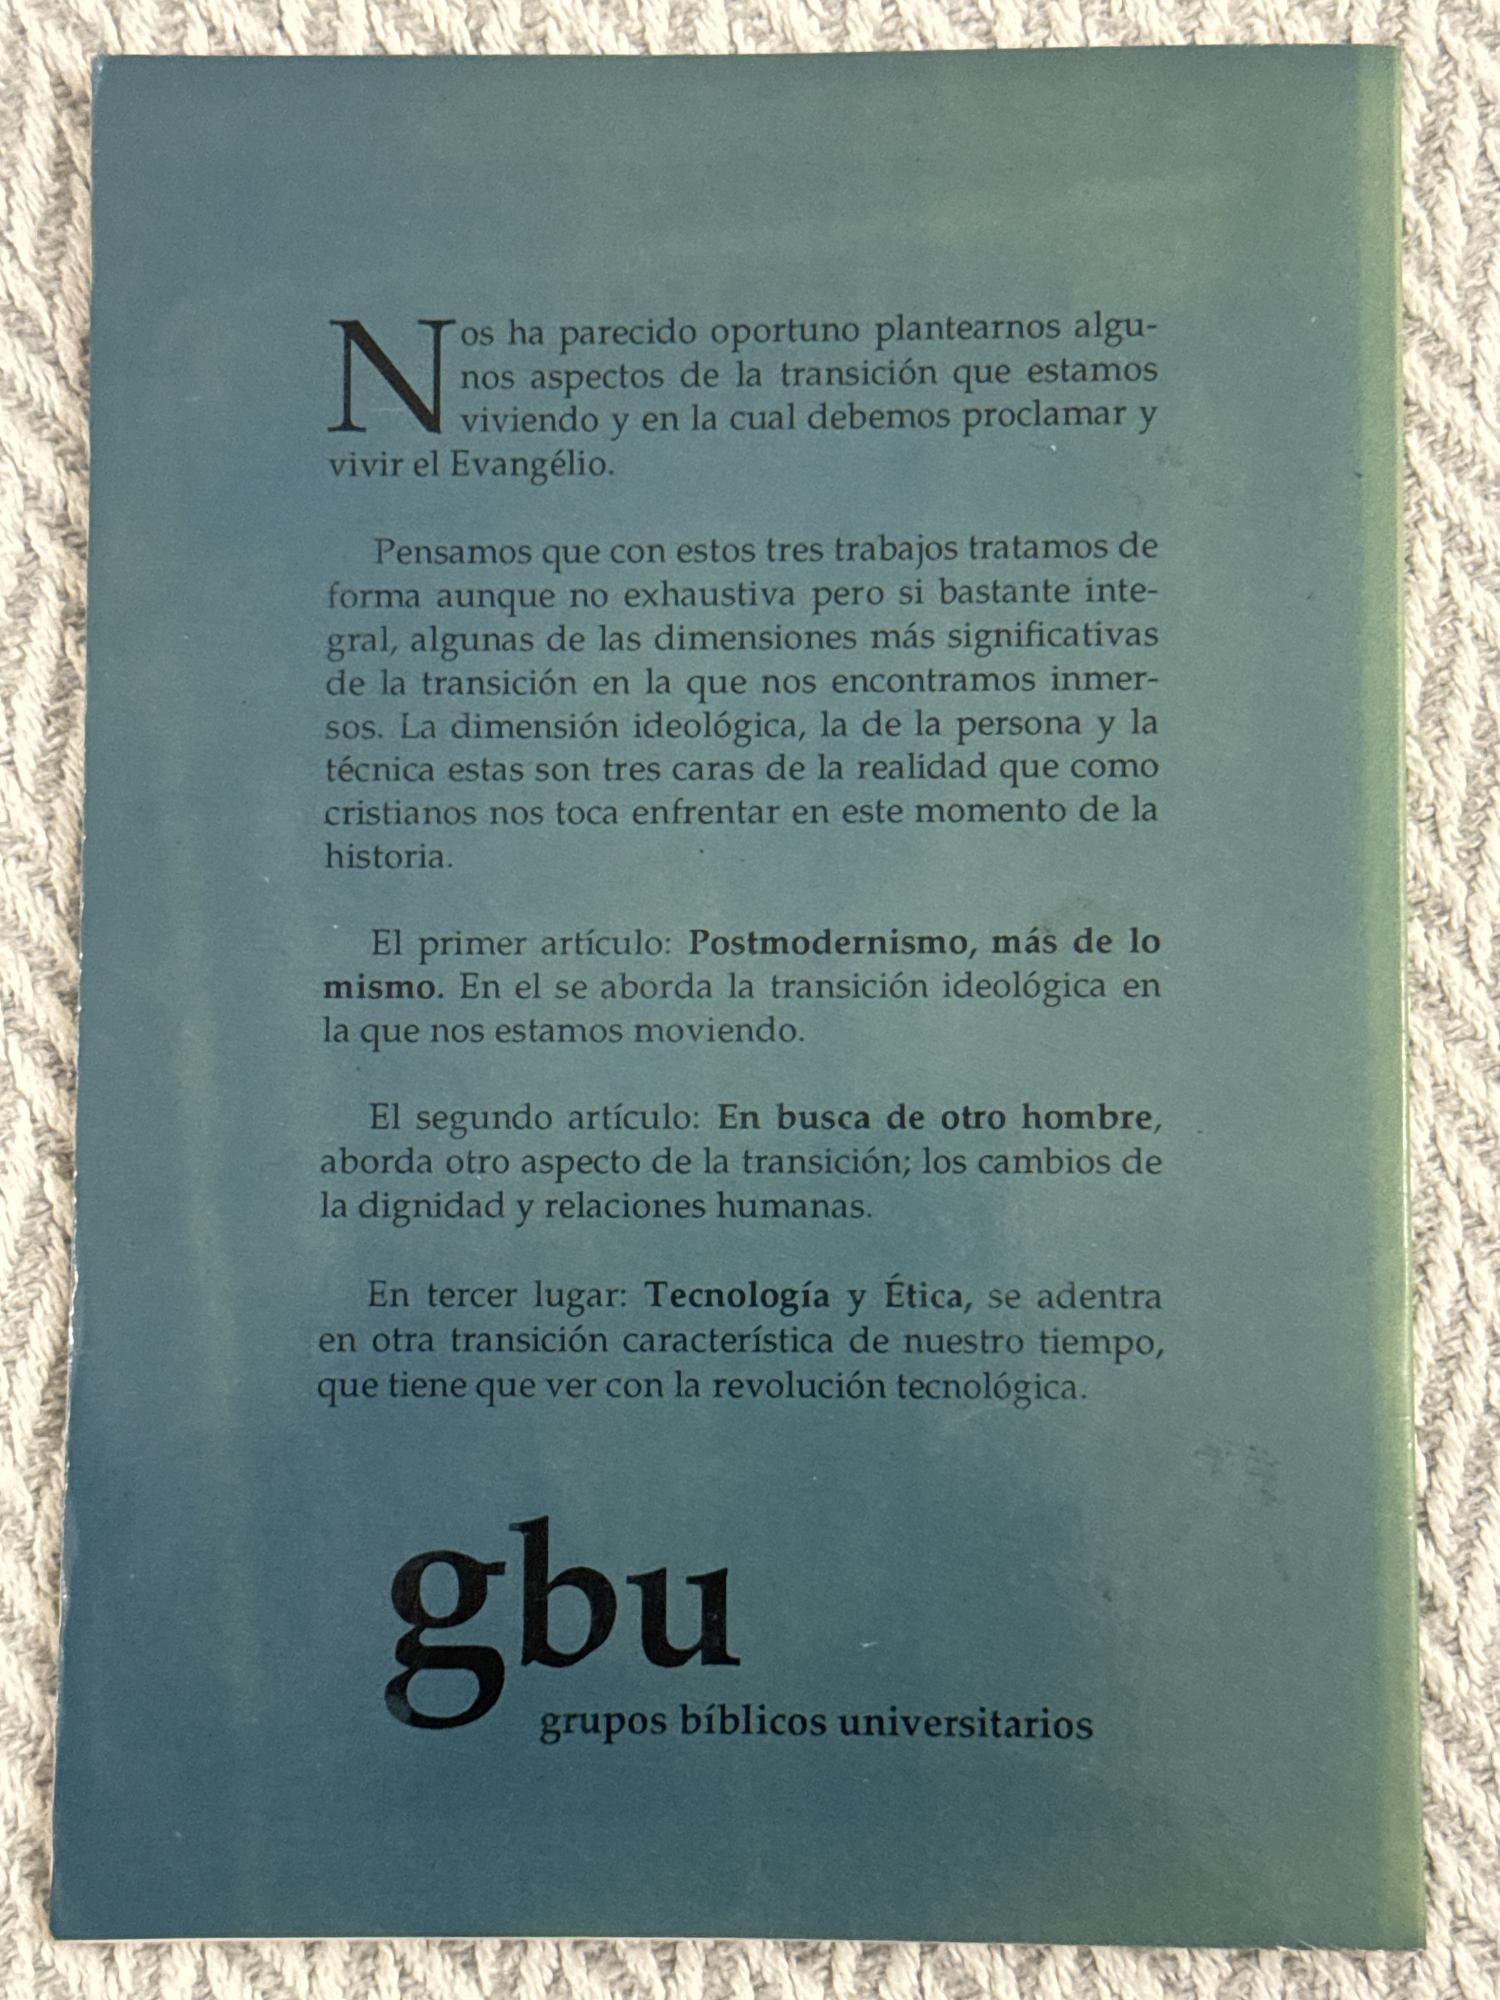 Nos ha parecido oportuno plantearnos algu-
nos aspectos de la transición que estamos
viviendo y en la cual debemos proclamar y
vivir el Evangélio.
Pensamos que con estos tres trabajos tratamos de
forma aunque no exhaustiva pero si bastante inte-
gral, algunas de las dimensiones más significativas
de la transición en la que nos encontramos inmer-
sos. La dimensión ideológica, la de la persona y la
técnica estas son tres caras de la realidad que como
cristianos nos toca enfrentar en este momento de la
historia.
El primer artículo: Postmodernismo, más de lo
mismo. En el se aborda la transición ideológica en
la que nos estamos moviendo.
El segundo artículo: En busca de otro hombre,
aborda otro aspecto de la transición; los cambios de
la dignidad y relaciones humanas.
En tercer lugar: Tecnología y Ética, se adentra
en otra transición característica de nuestro tiempo,
que tiene que ver con la revolución tecnológica.
gbu
grupos bíblicos universitarios